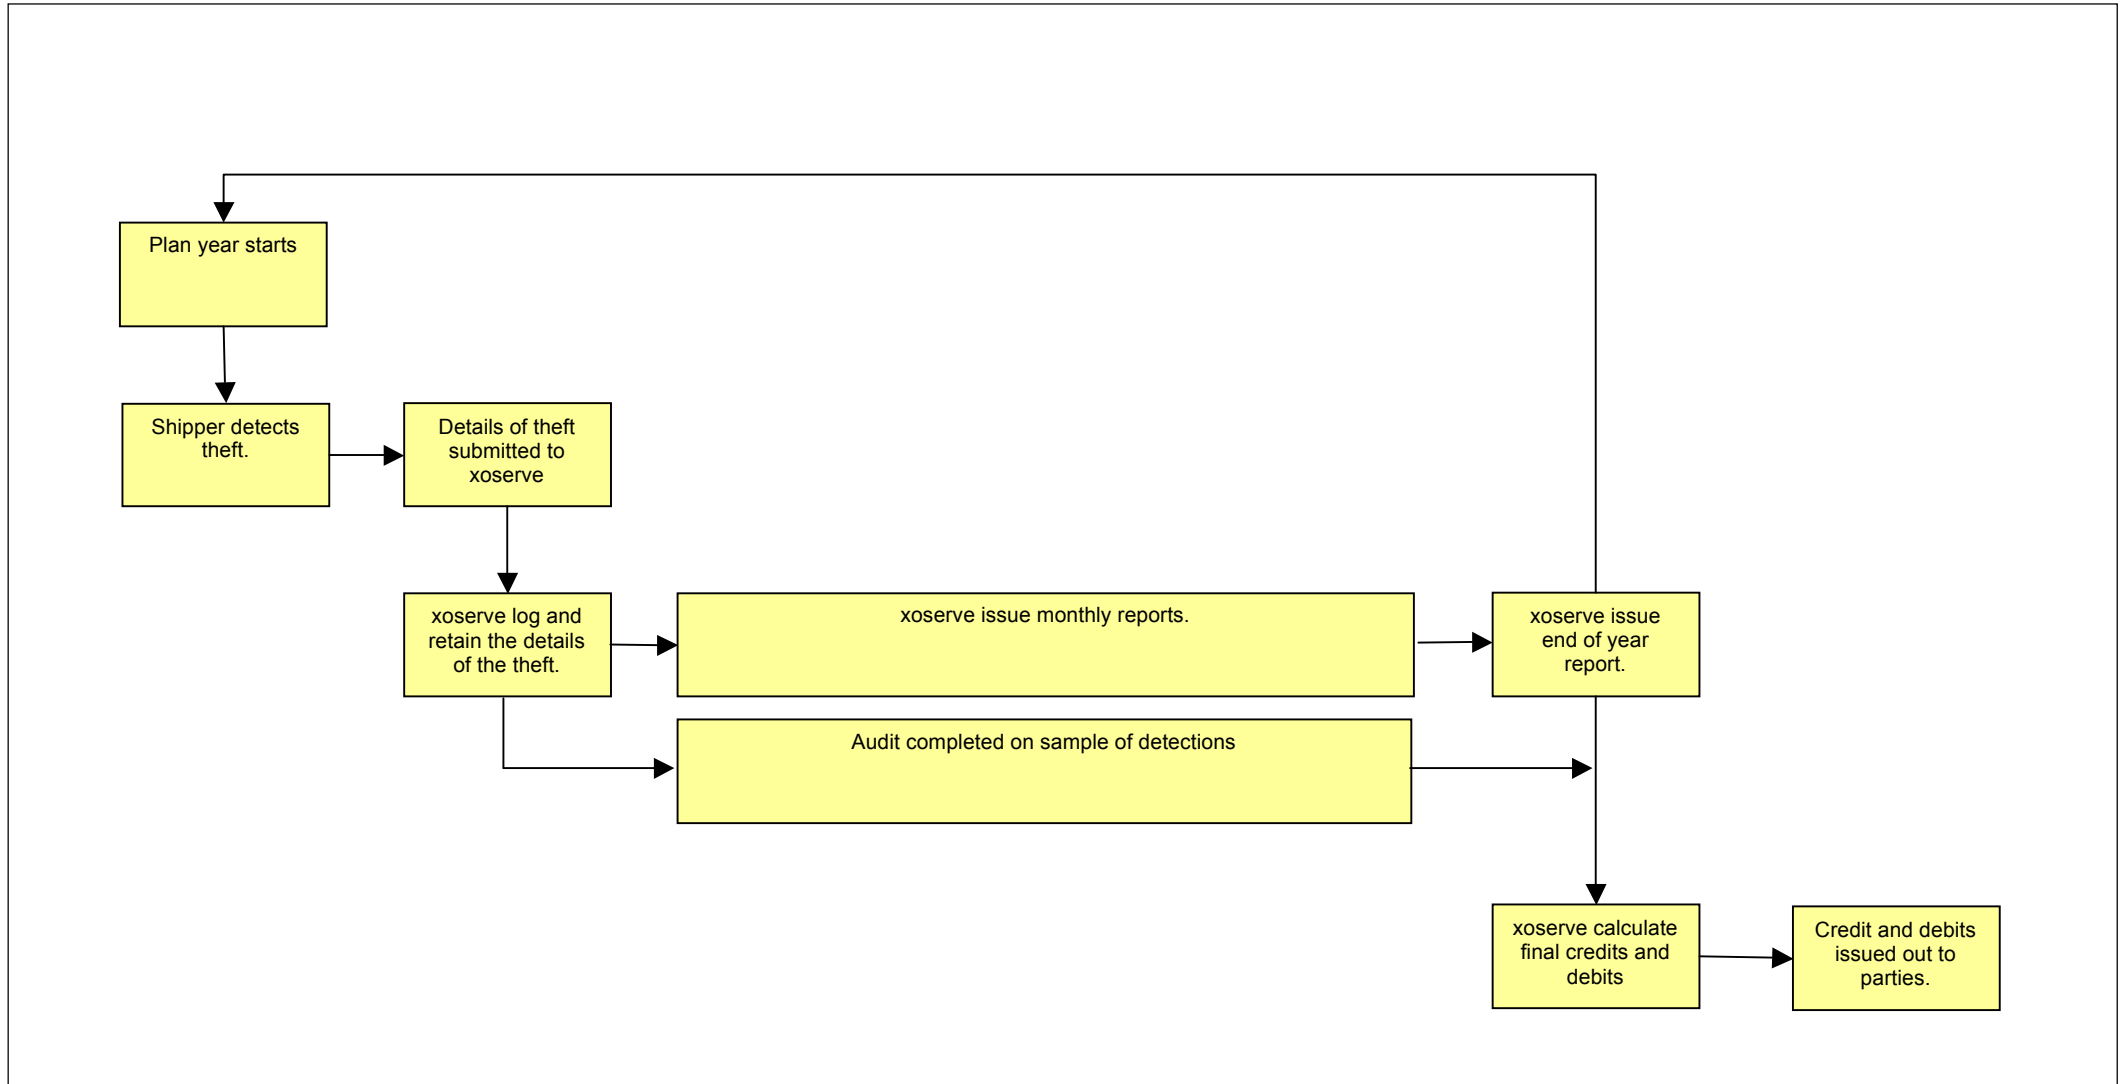 Plan year starts
Shipper detects
theft.
Details of theft
submitted to
xoserve
xoserve log and
retain the details
of the theft.
xoserve issue monthly reports.
xoserve issue
end of year
report.
Audit completed on sample of detections
xoserve calculate
final credits and
debits
Credit and debits
issued out to
parties.